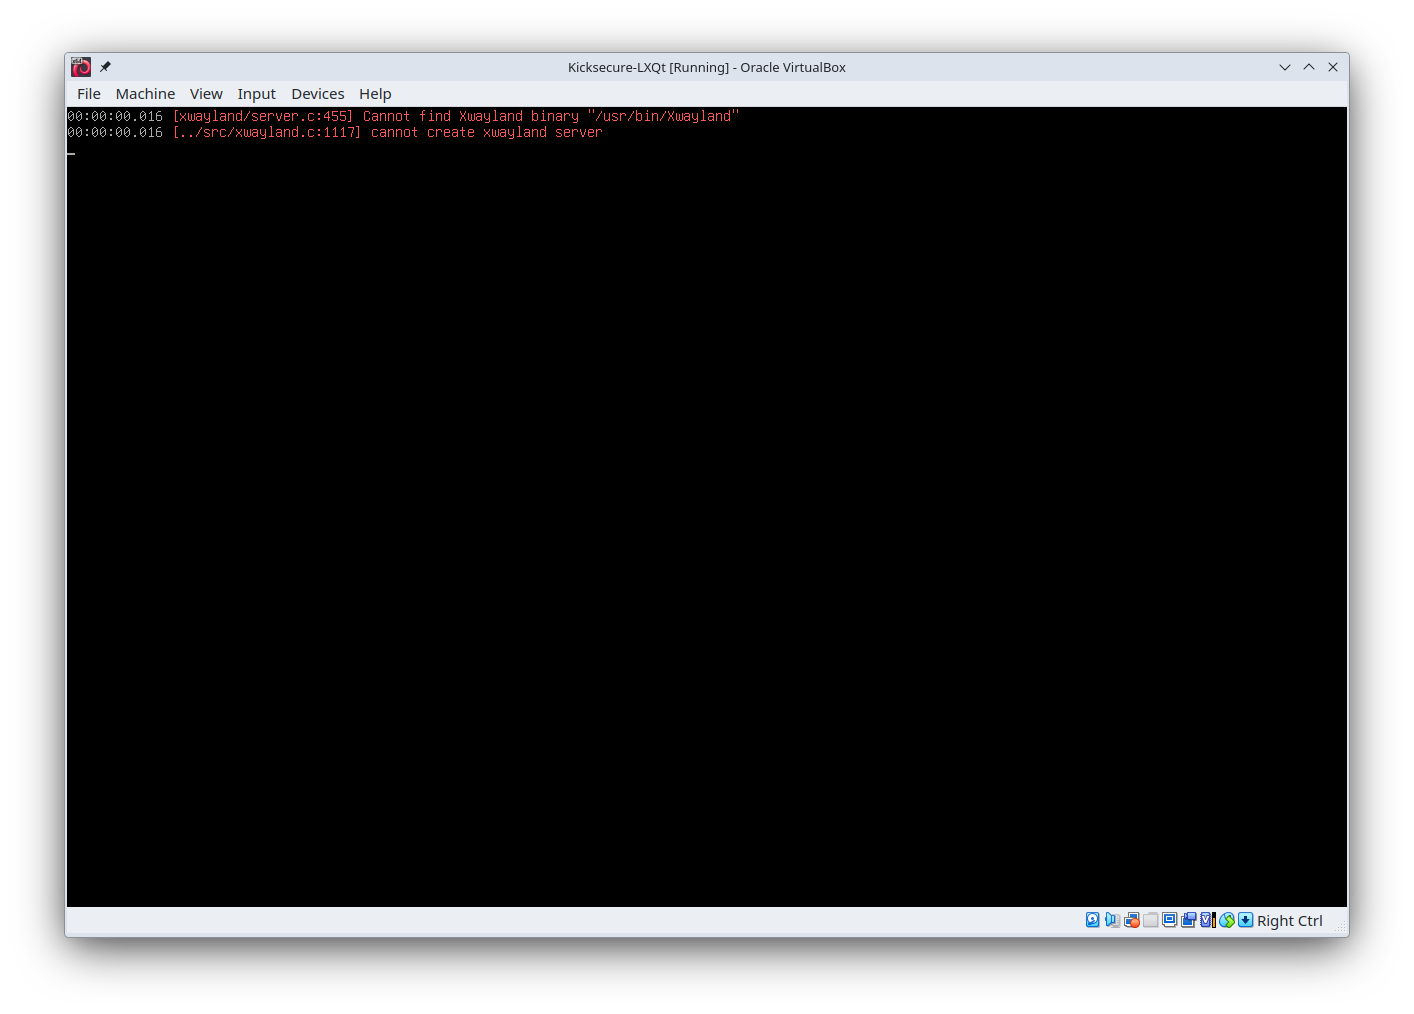 Kicksecure-LXQt [Running] - Oracle VirtualBox
File Machine View Input Devices Help
00:00:00.016 [xwayland/server.c:455] Cannot find Xwayland binary "/usr/bin/Xwayland"
00:00:00.016 [../src/xwayland.c:1117] cannot create xwayland server
Right Ctrl